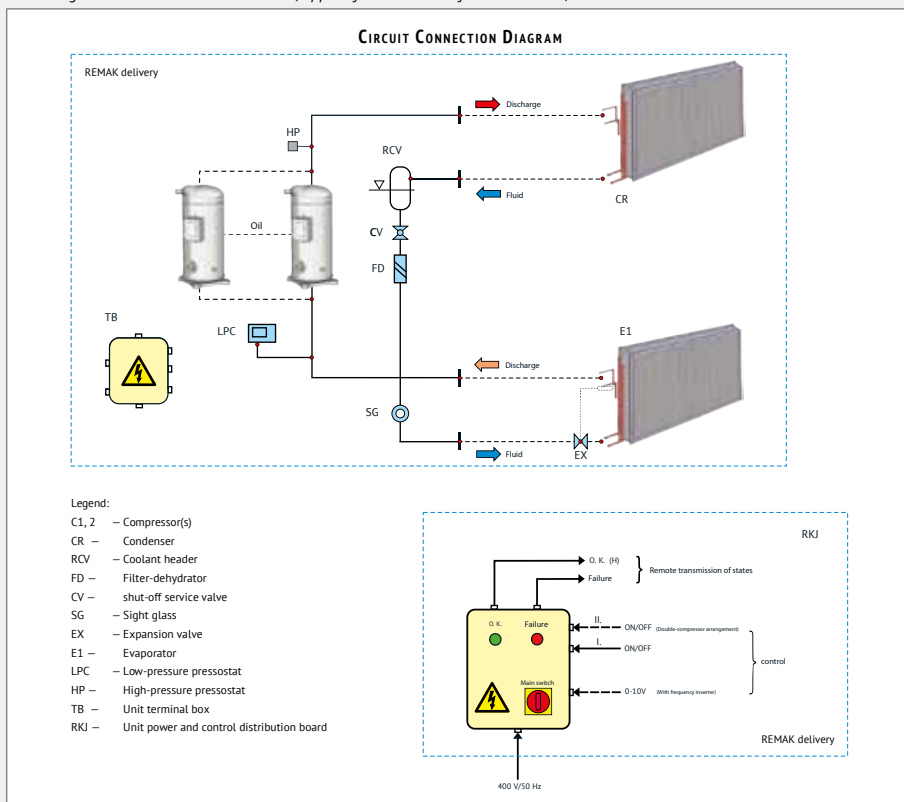 CIRCUIT CONNECTION DIAGRAM
REMAK delivery
Discharge
HP
RCV
Fluid
CR
Oil
CV
FD
TB
LPC
E1
Discharge
SG
Fluid
EX
Legend:
C1, 2 – Compressor(s)
CR – Condenser
RCV – Coolant header
FD – Filter-dehydrator
CV – shut-off service valve
SG – Sight glass
EX – Expansion valve
E1 – Evaporator
LPC – Low-pressure pressostat
HP – High-pressure pressostat
TB – Unit terminal box
RKJ – Unit power and control distribution board
RKJ
O. K. (H)
Remote transmission of states
Failure
O. K. Failure
II. ON/OFF (Double-compressor arrangement)
I. ON/OFF
control
Main switch
0-10V (With frequency inverter)
REMAK delivery
400 V/50 Hz